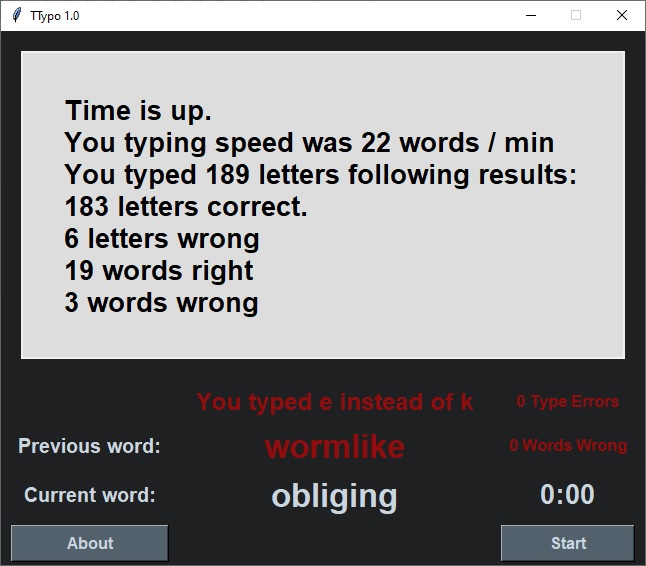 TTypo 1.0
Time is up.
You typing speed was 22 words / min
You typed 189 letters following results:
183 letters correct.
6 letters wrong
19 words right
3 words wrong
You typed e instead of k
0 Type Errors
Previous word:
wormlike
0 Words Wrong
Current word:
obliging
0:00
About
Start